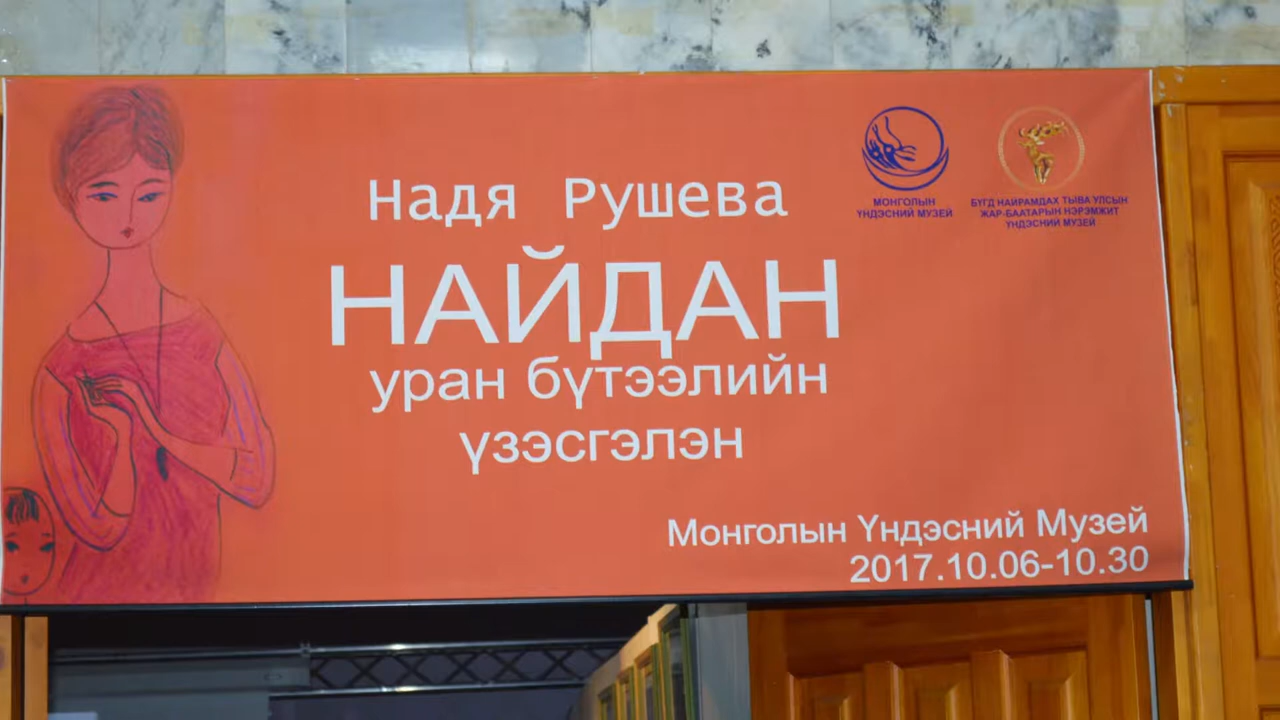 Надя Рушева
НАЙДАН
уран бүтээлийн
үзэсгэлэн
МОНГОЛЫН
ҮНДЭСНИЙ МУЗЕЙ
БҮГД НАЙРАМДАХ ТЫВА УЛСЫН
ЖАР-БААТАРЫН НЭРЭМЖИТ
ҮНДЭСНИЙ МУЗЕЙ
Монголын Үндэсний Музей
2017.10.06-10.30